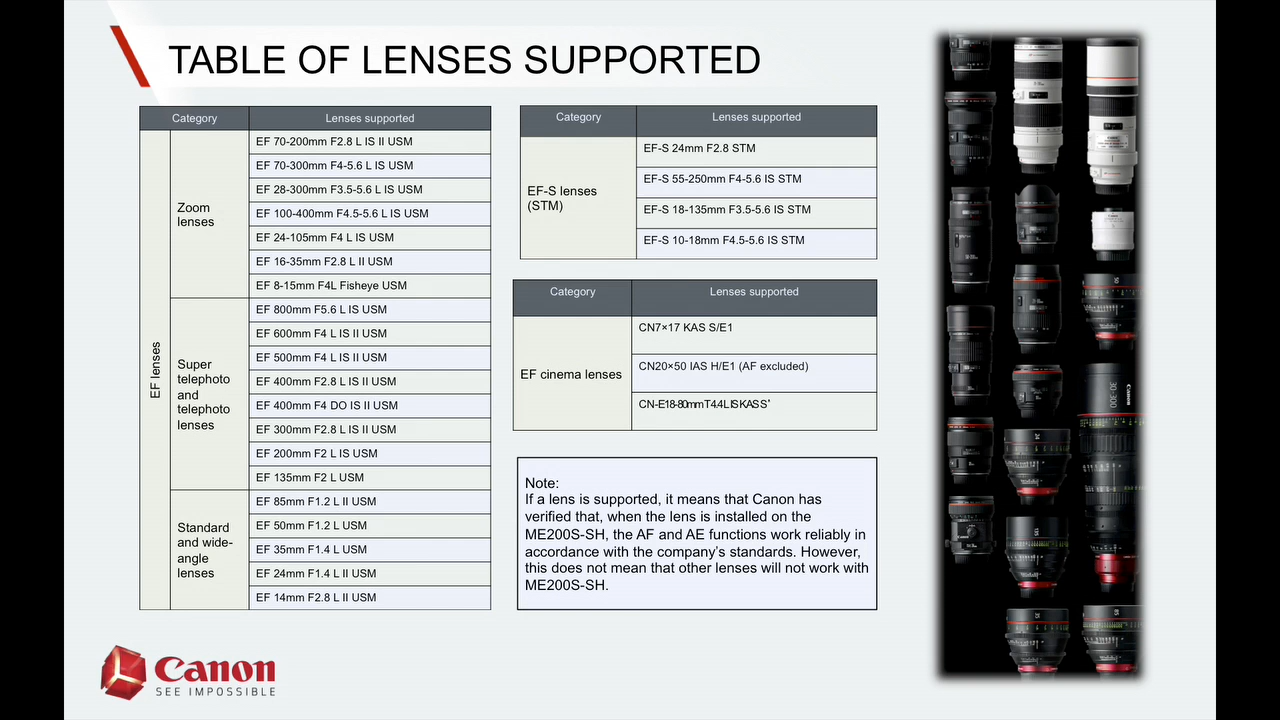 TABLE OF LENSES SUPPORTED
Category Lenses supported
EF lenses
Zoom
lenses
EF 70-200mm F2.8 L IS II USM
EF 70-300mm F4-5.6 L IS USM
EF 28-300mm F3.5-5.6 L IS USM
EF 100-400mm F4.5-5.6 L IS USM
EF 24-105mm F4 L IS USM
EF 16-35mm F2.8 L II USM
EF 8-15mm F4L Fisheye USM
Super
telephoto
and
telephoto
lenses
EF 800mm F5.6 L IS USM
EF 600mm F4 L IS II USM
EF 500mm F4 L IS II USM
EF 400mm F2.8 L IS II USM
EF 400mm F4 DO IS II USM
EF 300mm F2.8 L IS II USM
EF 200mm F2 L IS USM
EF 135mm F2 L USM
Standard
and wide-
angle
lenses
EF 85mm F1.2 L II USM
EF 50mm F1.2 L USM
EF 35mm F1.4 L USM
EF 24mm F1.4 L II USM
EF 14mm F2.8 L II USM
Category Lenses supported
EF-S lenses
(STM)
EF-S 24mm F2.8 STM
EF-S 55-250mm F4-5.6 IS STM
EF-S 18-135mm F3.5-5.6 IS STM
EF-S 10-18mm F4.5-5.6 IS STM
Category Lenses supported
EF cinema lenses
CN7×17 KAS S/E1
CN20×50 IAS H/E1 (AF excluded)
Note:
If a lens is supported, it means that Canon has
verified that, when the lens is installed on the
ME200S-SH, the AF and AE functions work reliably in
accordance with the company's standards. However,
this does not mean that other lenses will not work with
ME200S-SH.
Canon
SEE IMPOSSIBLE